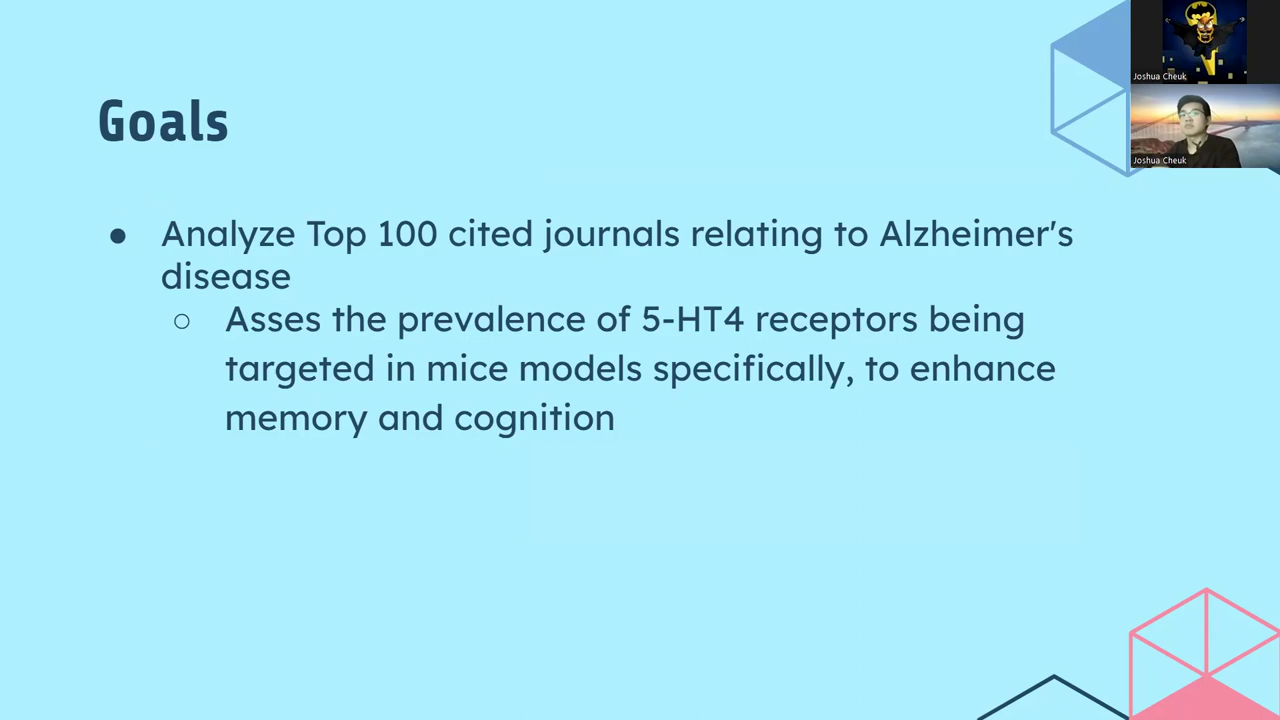 Goals
● Analyze Top 100 cited journals relating to Alzheimer's
disease
○ Asses the prevalence of 5-HT4 receptors being
targeted in mice models specifically, to enhance
memory and cognition
Joshua Cheuk
Joshua Cheuk